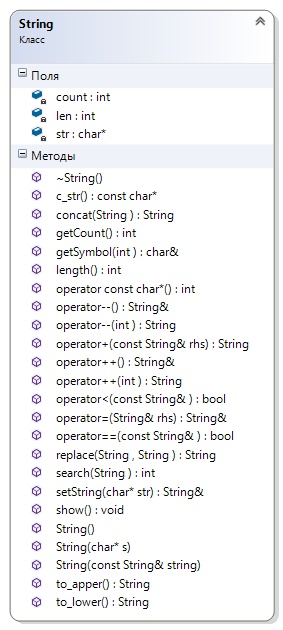 String
Класс
Поля
count : int
len : int
str : char*
Методы
~String()
c_str() : const char*
concat(String ) : String
getCount() : int
getSymbol(int ) : char&
length() : int
operator const char*() : int
operator--() : String&
operator--(int ) : String
operator+(const String& rhs) : String
operator++() : String&
operator++(int ) : String
operator<(const String& ) : bool
operator=(String& rhs) : String&
operator==(const String& ) : bool
replace(String , String ) : String
search(String ) : int
setString(char* str) : String&
show() : void
String()
String(char* s)
String(const String& string)
to_apper() : String
to_lower() : String